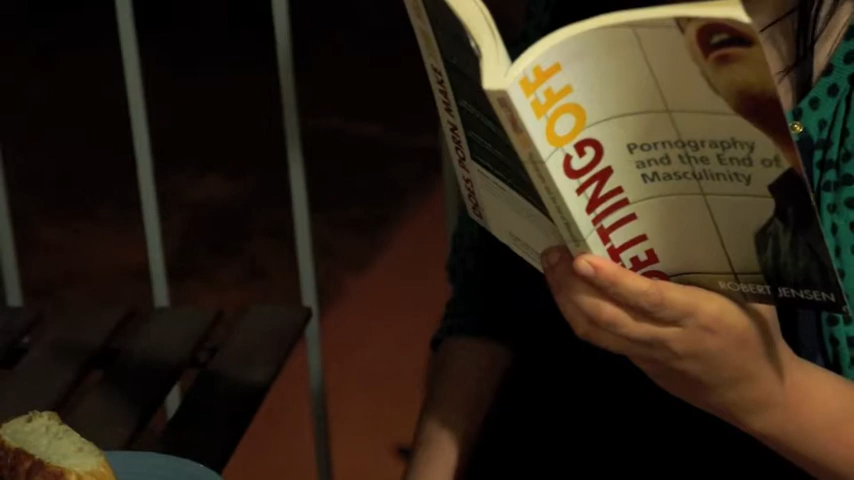 DOES PORN MAKE
GETTING OFF
Pornography
and the End of
Masculinity
ROBERT JENSEN